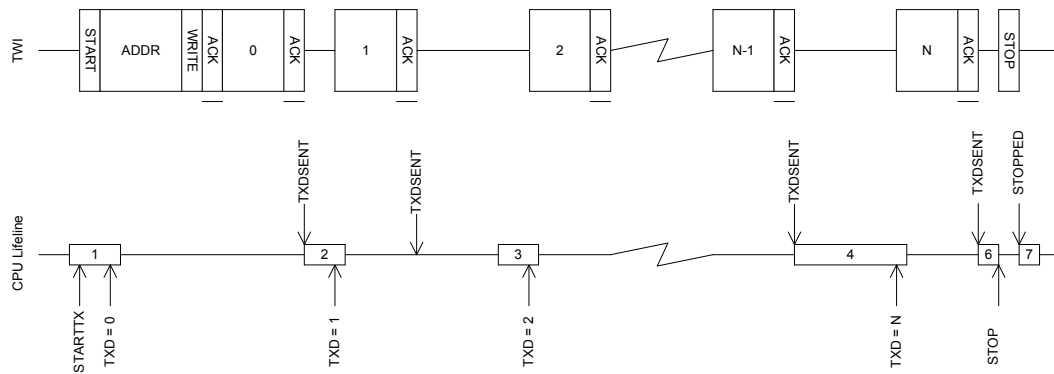 TWI
START ADDR WRITE ACK 0 ACK 1 ACK 2 ACK N-1 ACK N ACK STOP
TXDSENT TXDSENT TXDSENT TXDSENT STOPPED
CPU Lifeline
1 2 3 4 6 7
STARTTX TXD = 0 TXD = 1 TXD = 2 TXD = N STOP